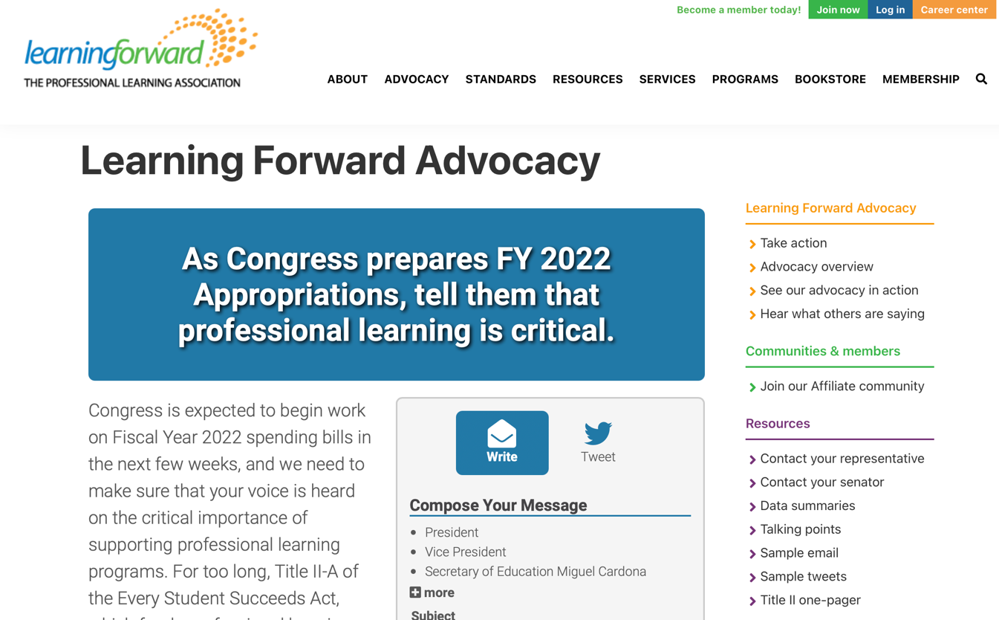 Become a member today!
Join now
Log in
Career center
learningforward
THE PROFESSIONAL LEARNING ASSOCIATION
ABOUT
ADVOCACY
STANDARDS
RESOURCES
SERVICES
PROGRAMS
BOOKSTORE
MEMBERSHIP
Learning Forward Advocacy
As Congress prepares FY 2022
Appropriations, tell them that
professional learning is critical.
Congress is expected to begin work
on Fiscal Year 2022 spending bills in
the next few weeks, and we need to
make sure that your voice is heard
on the critical importance of
supporting professional learning
programs. For too long, Title II-A of
the Every Student Succeeds Act,
Write
Tweet
Compose Your Message
President
Vice President
Secretary of Education Miguel Cardona
more
Subject
Learning Forward Advocacy
Take action
Advocacy overview
See our advocacy in action
Hear what others are saying
Communities & members
Join our Affiliate community
Resources
Contact your representative
Contact your senator
Data summaries
Talking points
Sample email
Sample tweets
Title II one-pager